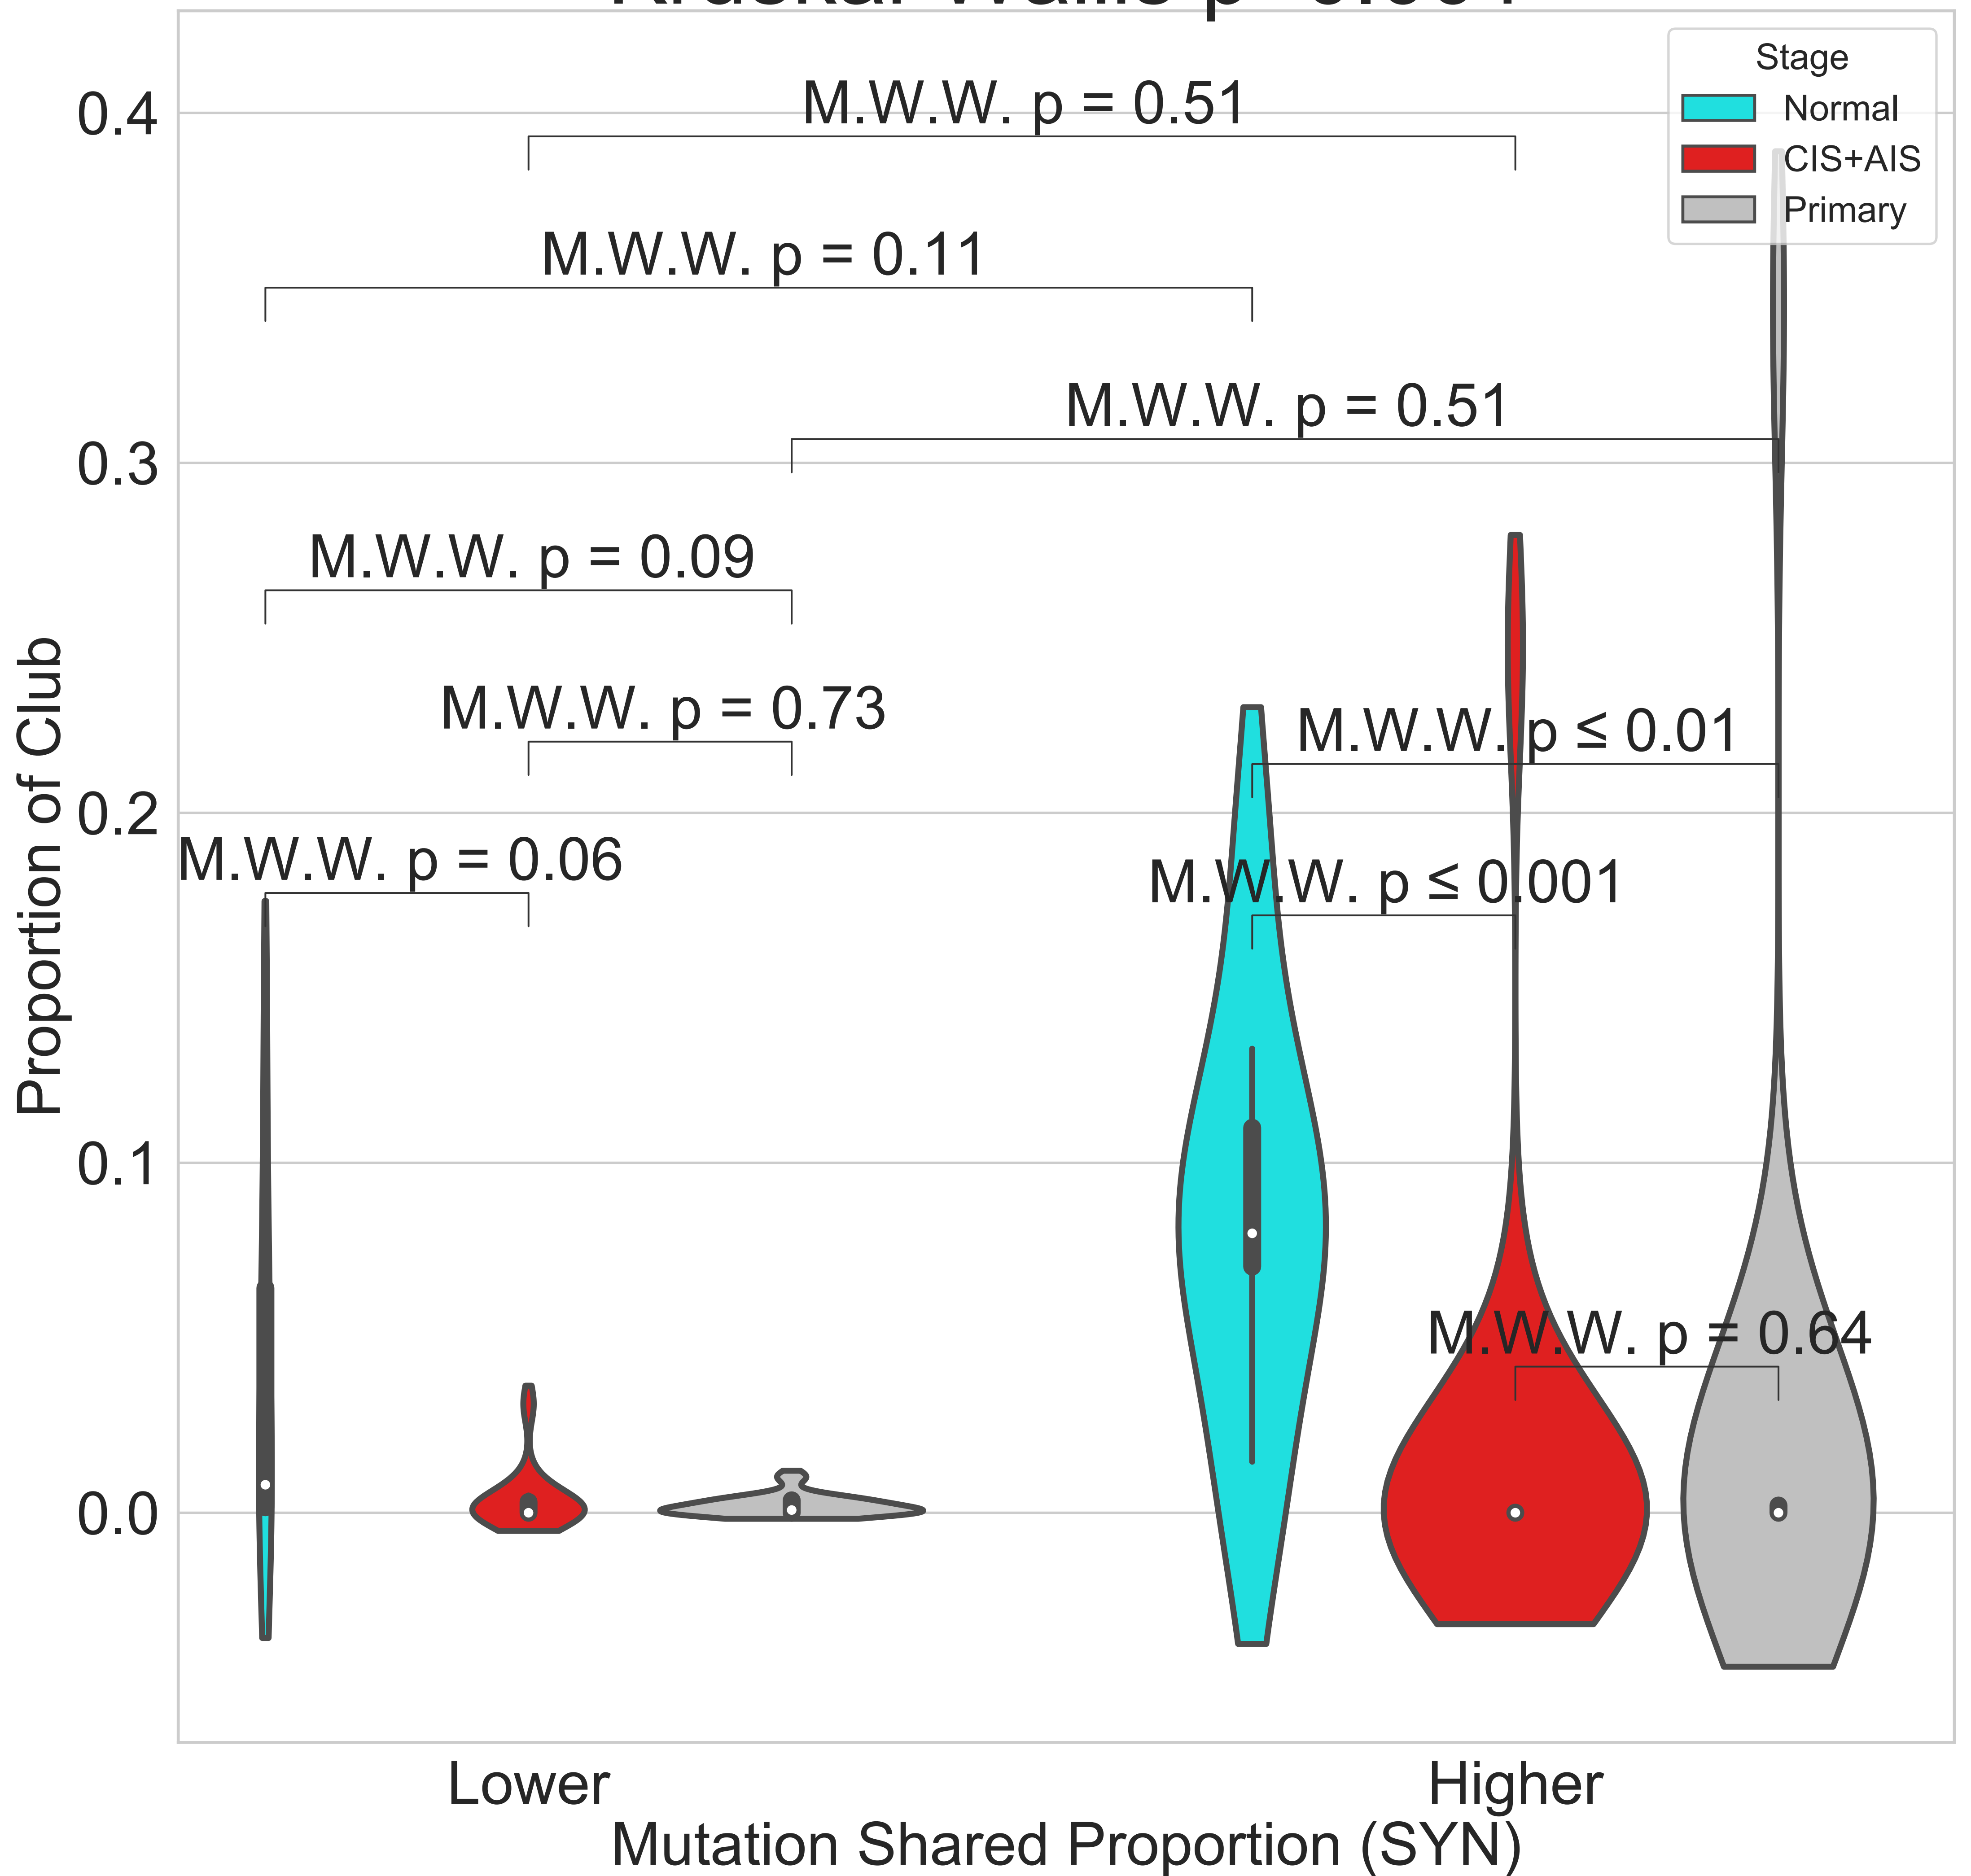 Stage
Normal
CIS+AIS
Primary
0.4
0.3
0.2
0.1
0.0
Proportion of Club
M.W.W. p = 0.51
M.W.W. p = 0.11
M.W.W. p = 0.51
M.W.W. p = 0.09
M.W.W. p = 0.73
M.W.W. p ≤ 0.01
M.W.W. p = 0.06
M.W.W. p ≤ 0.001
M.W.W. p = 0.64
Lower
Higher
Mutation Shared Proportion (SYN)